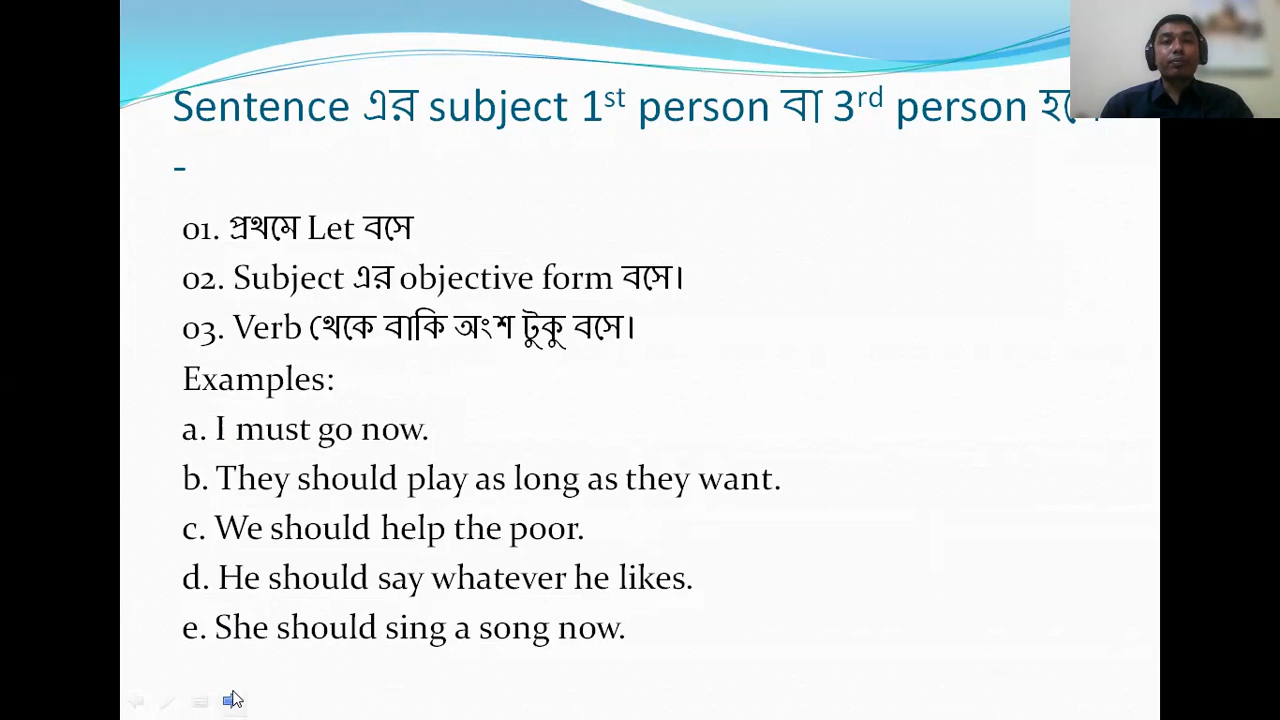 Sentence এর subject 1st person বা 3rd person
-
01. প্রথমে Let বসে
02. Subject এর objective form বসে।
03. Verb থেকে বাকি অংশ টুকু বসে।
Examples:
a. I must go now.
b. They should play as long as they want.
c. We should help the poor.
d. He should say whatever he likes.
e. She should sing a song now.